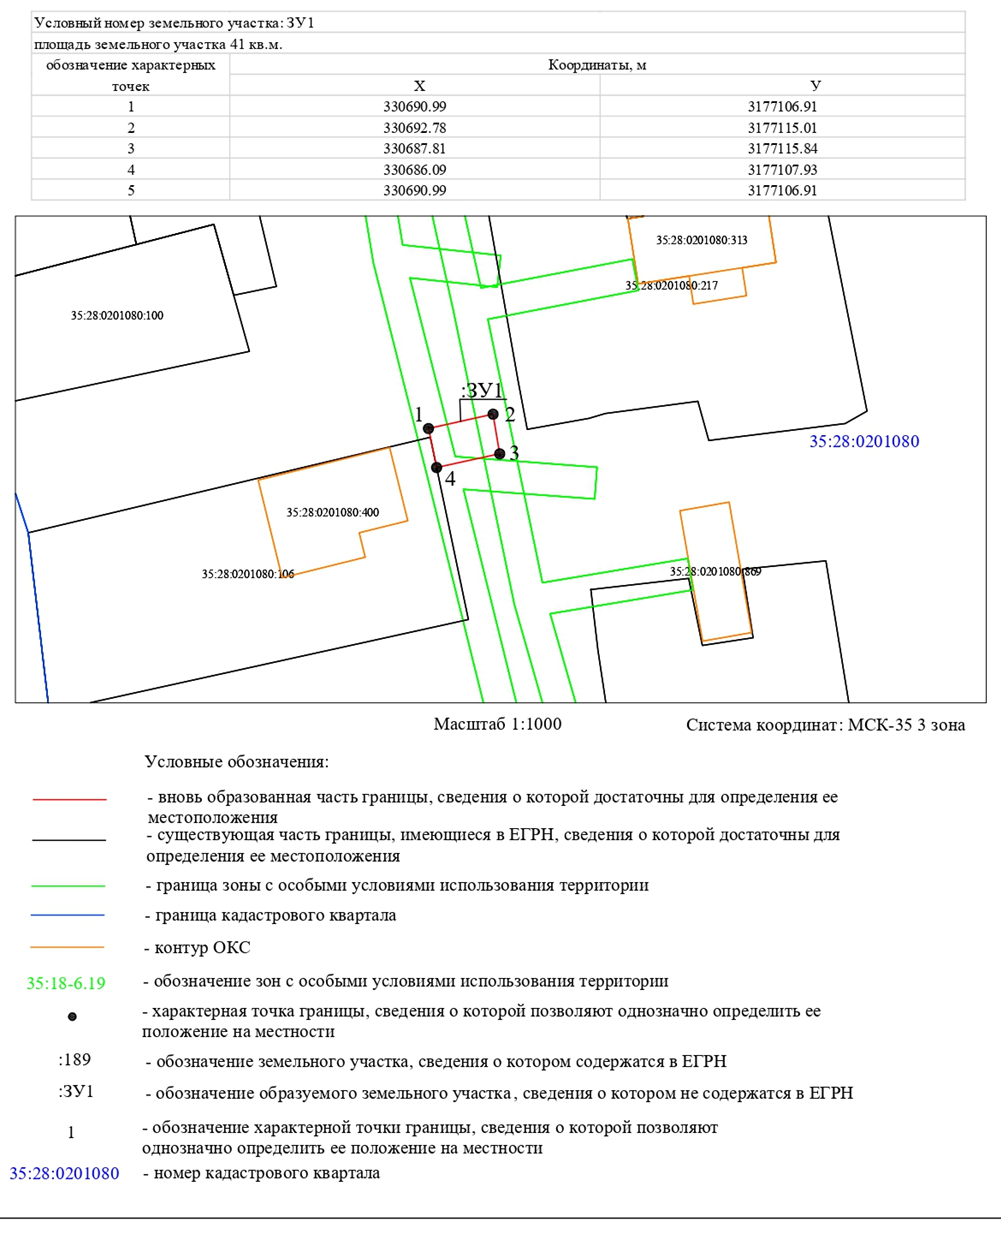 Условный номер земельного участка: ЗУ1
площадь земельного участка 41 кв.м.
обозначение характерных точек
Координаты, м
X
У
1 330690.99 3177106.91
2 330692.78 3177115.01
3 330687.81 3177115.84
4 330686.09 3177107.93
5 330690.99 3177106.91
35:28:0201080:313
35:28:0201080:217
35:28:0201080:100
:ЗУ1
1
2
35:28:0201080
3
4
35:28:0201080:400
35:28:0201080:106
35:28:0201080:869
Масштаб 1:1000
Система координат: МСК-35 3 зона
Условные обозначения:
- вновь образованная часть границы, сведения о которой достаточны для определения ее
местоположения
- существующая часть границы, имеющиеся в ЕГРН, сведения о которой достаточны для
определения ее местоположения
- граница зоны с особыми условиями использования территории
- граница кадастрового квартала
- контур ОКС
35:18-6.19 - обозначение зон с особыми условиями использования территории
- характерная точка границы, сведения о которой позволяют однозначно определить ее
положение на местности
:189 - обозначение земельного участка, сведения о котором содержатся в ЕГРН
:ЗУ1 - обозначение образуемого земельного участка, сведения о котором не содержатся в ЕГРН
1 - обозначение характерной точки границы, сведения о которой позволяют
однозначно определить ее положение на местности
35:28:0201080 - номер кадастрового квартала